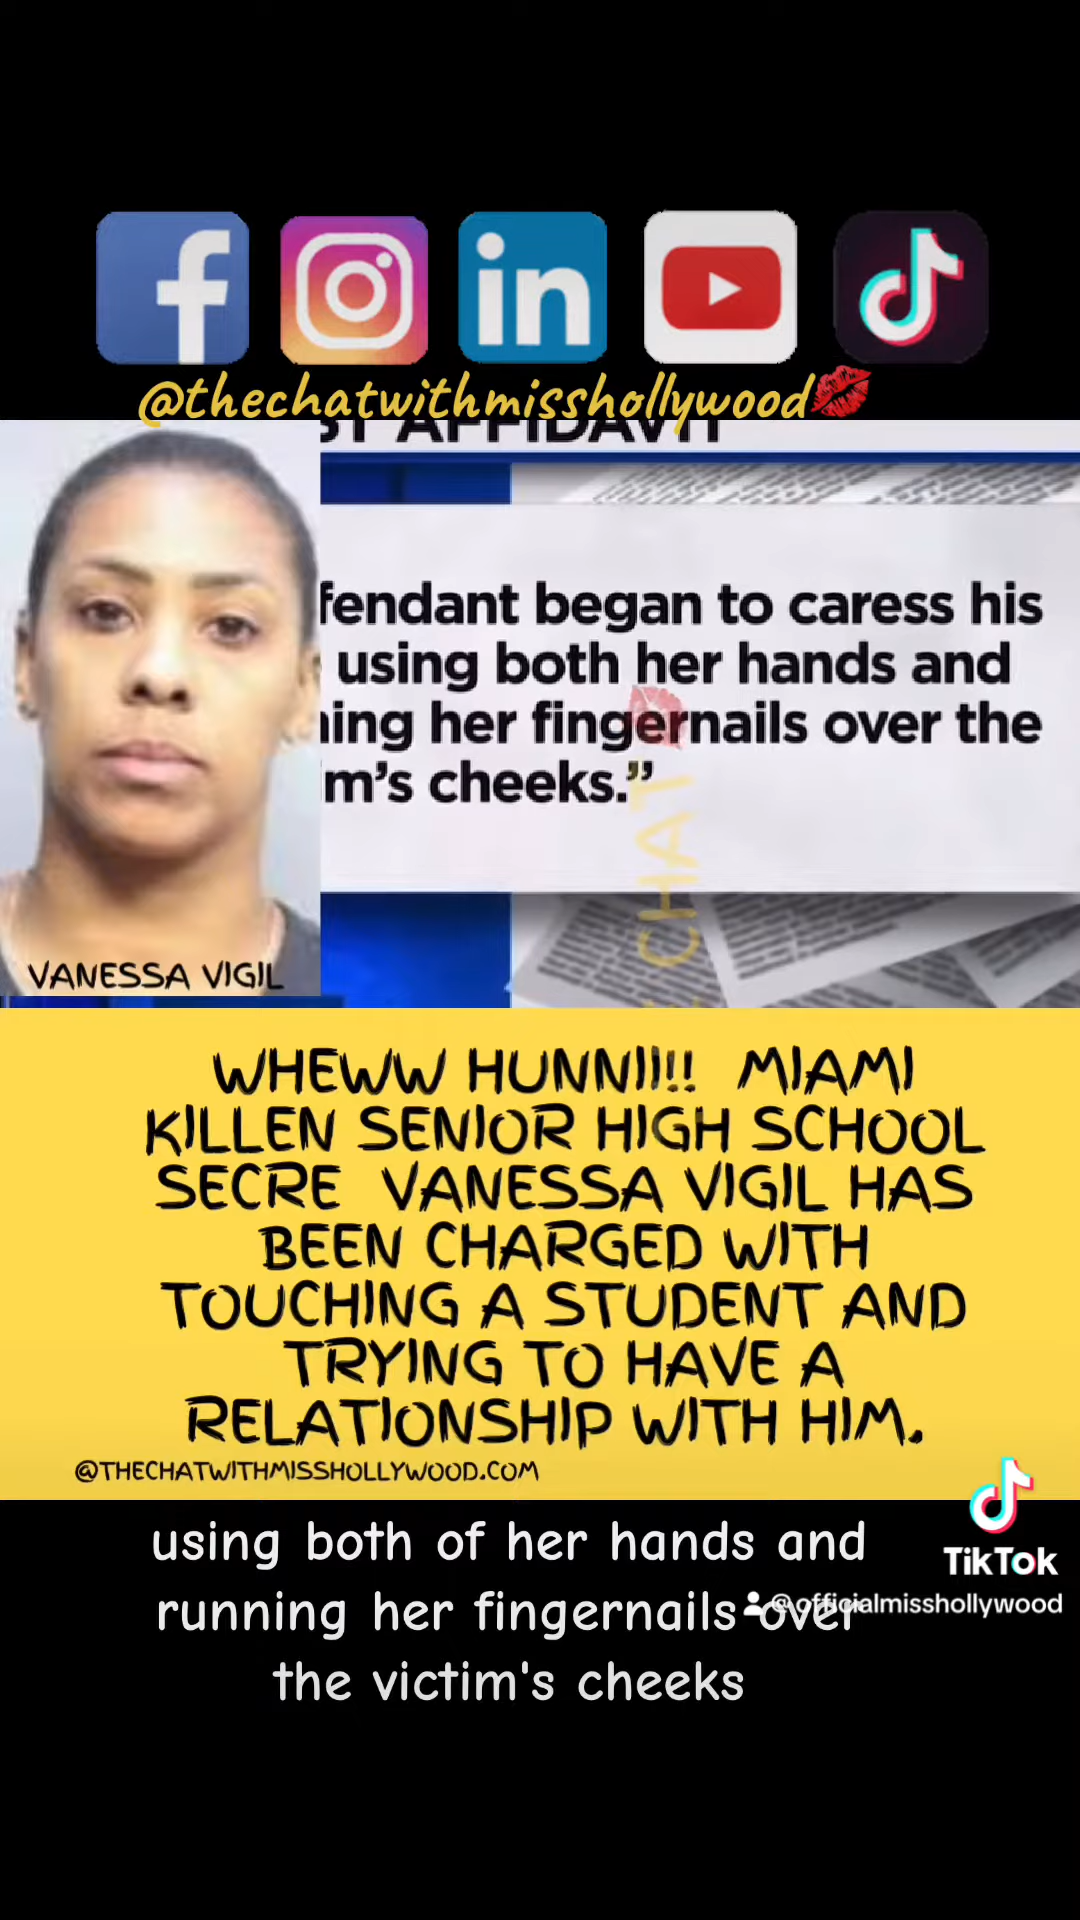 @thechatwithmisshollywood
ST AFFIDAVIT
fendant began to caress his
using both her hands and
ing her fingernails over the
m's cheeks.”
CHAT
VANESSA VIGIL
WHEWW HUNNII!! MIAMI
KILLEN SENIOR HIGH SCHOOL
SECRE VANESSA VIGIL HAS
BEEN CHARGED WITH
TOUCHING A STUDENT AND
TRYING TO HAVE A
RELATIONSHIP WITH HIM.
@THECHATWITHMISSHOLLYWOOD.COM
TikTok
@officialmisshollywood
using both of her hands and
running her fingernails over
the victim's cheeks